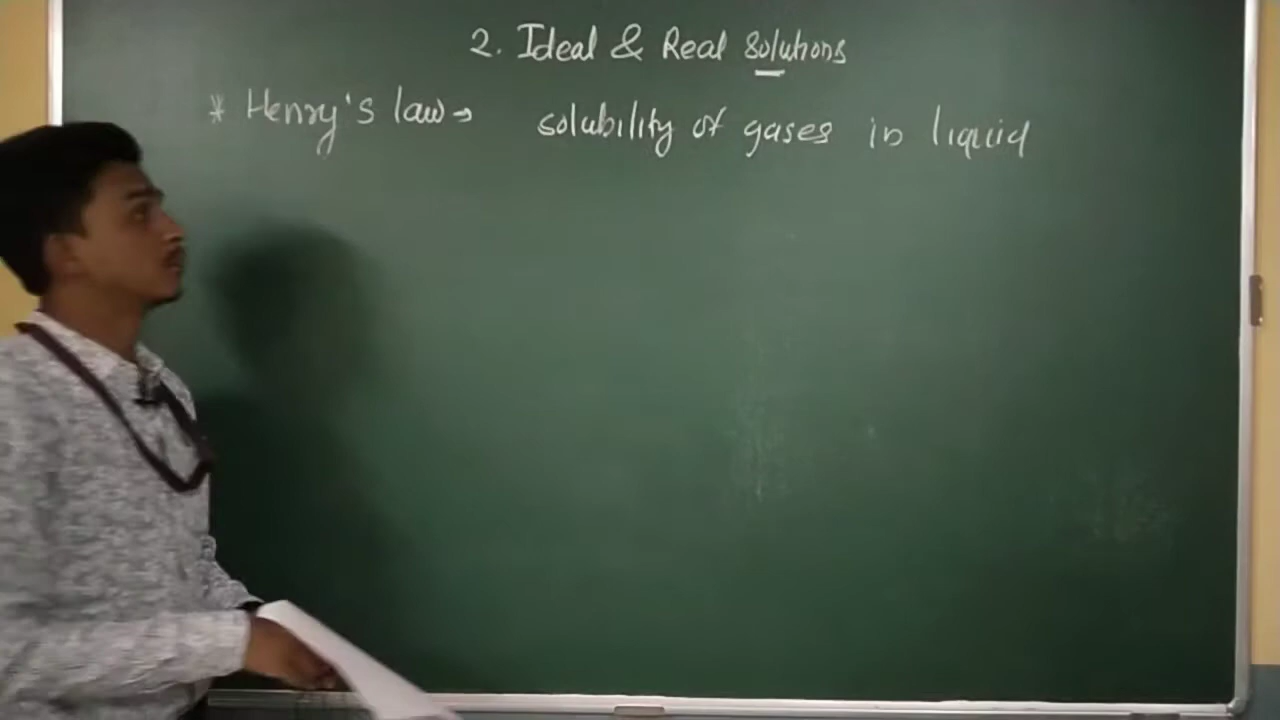 2. Ideal & Real Solutions
* Henry's law → solubility of gases in liquid